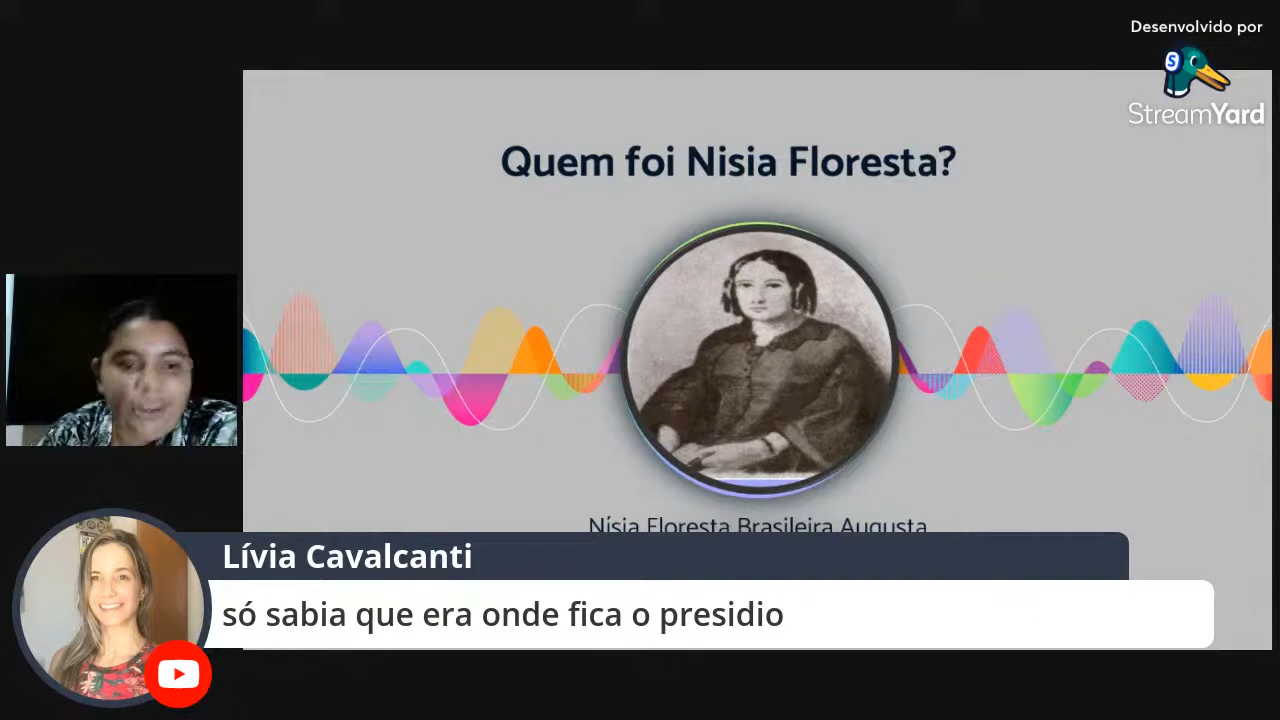 Desenvolvido por
StreamYard
Quem foi Nisia Floresta?
Nísia Floresta Brasileira Augusta
Lívia Cavalcanti
só sabia que era onde fica o presidio